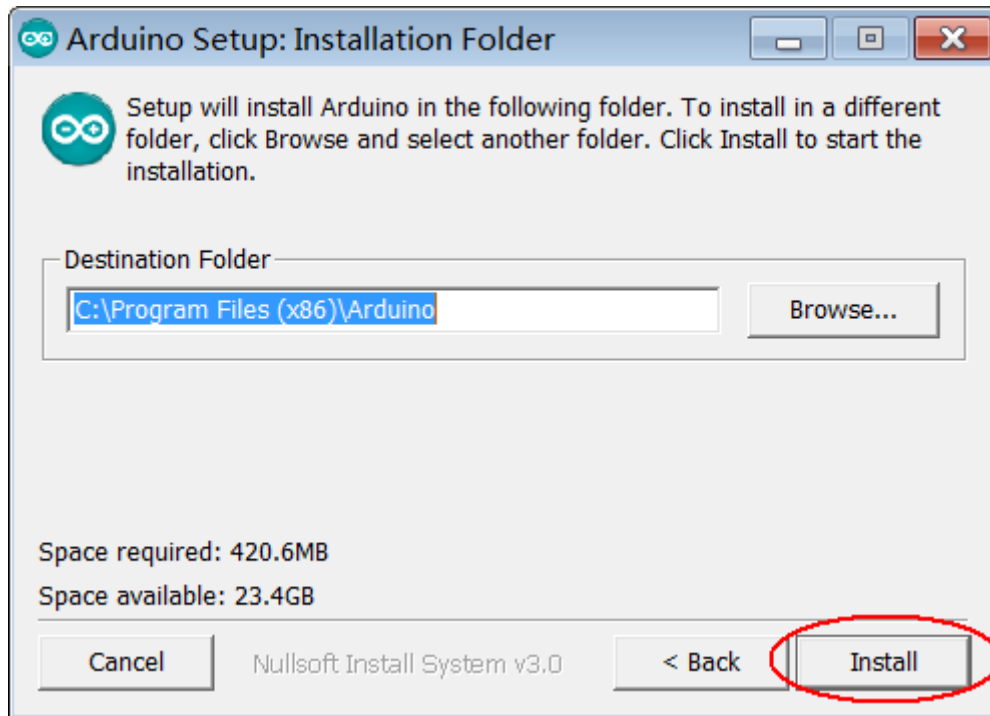 Arduino Setup: Installation Folder
Setup will install Arduino in the following folder. To install in a different
folder, click Browse and select another folder. Click Install to start the
installation.
Destination Folder
C:\Program Files (x86)\Arduino
Browse...
Space required: 420.6MB
Space available: 23.4GB
Cancel
Nullsoft Install System v3.0
< Back
Install